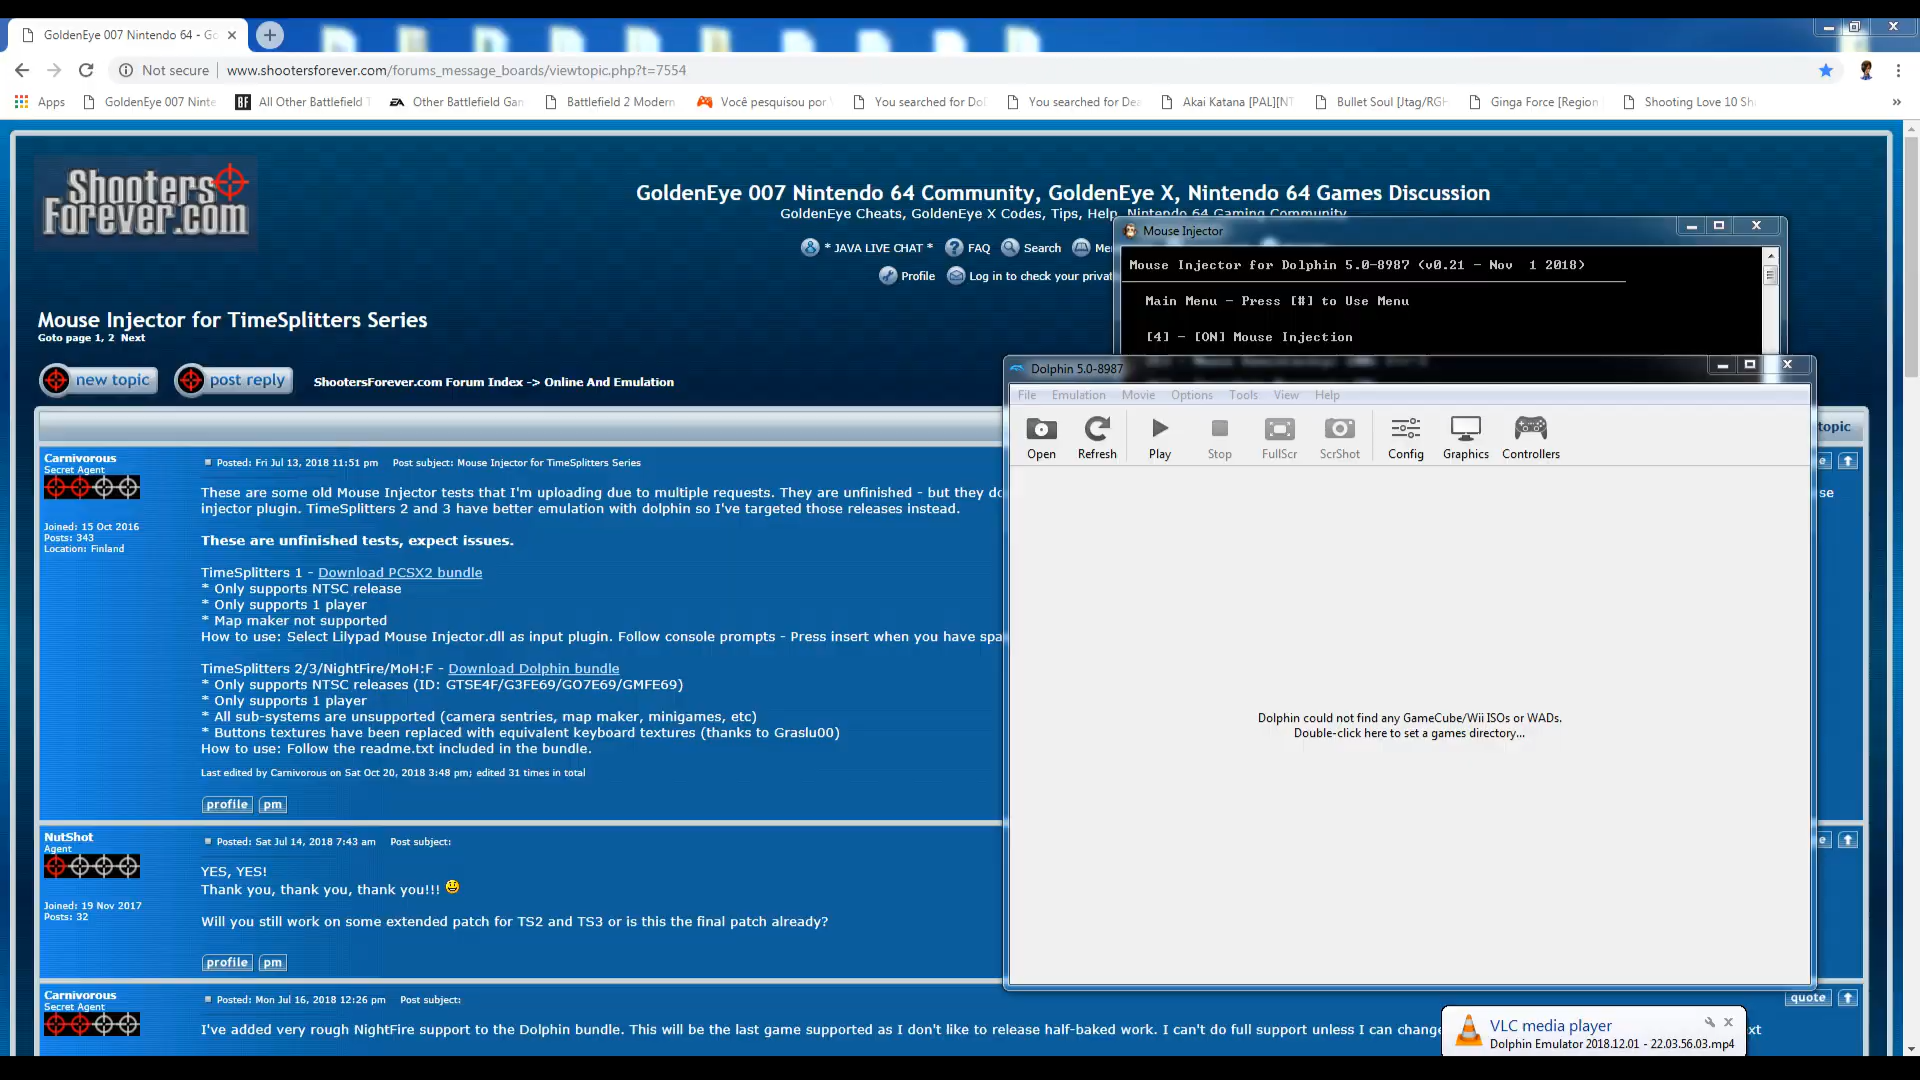 GoldenEye 007 Nintendo 64 - Go
Not secure
www.shootersforever.com/forums_message_boards/viewtopic.php?t=7554
Apps
GoldenEye 007 Ninte
BF
All Other Battlefield T
EA
Other Battlefield Gam
Battlefield 2 Modern
Você pesquisou por
You searched for Dol
You searched for Dea
Akai Katana [PAL][NT
Bullet Soul [Jtag/RGH
Ginga Force [Region
Shooting Love 10 Sh
Shooters
Forever.com
GoldenEye 007 Nintendo 64 Community, GoldenEye X, Nintendo 64 Games Discussion
GoldenEye Cheats, GoldenEye X Codes, Tips, Help, Nintendo 64 Gaming Community
* JAVA LIVE CHAT * FAQ Search Me
Profile Log in to check your privat
Mouse Injector
Mouse Injector for Dolphin 5.0-8987 (v0.21 - Nov 1 2018)
Main Menu - Press [#] to Use Menu
[4] - [ON] Mouse Injection
Mouse Injector for TimeSplitters Series
Goto page 1, 2 Next
new topic
post reply
ShootersForever.com Forum Index -> Online And Emulation
Dolphin 5.0-8987
File Emulation Movie Options Tools View Help
Open Refresh Play Stop FullScr ScrShot Config Graphics Controllers
Dolphin could not find any GameCube/Wii ISOs or WADs.
Double-click here to set a games directory...
topic
Carnivorous
Secret Agent
Joined: 15 Oct 2016
Posts: 343
Location: Finland
Posted: Fri Jul 13, 2018 11:51 pm Post subject: Mouse Injector for TimeSplitters Series
These are some old Mouse Injector tests that I'm uploading due to multiple requests. They are unfinished - but they do
se
injector plugin. TimeSplitters 2 and 3 have better emulation with dolphin so I've targeted those releases instead.
These are unfinished tests, expect issues.
TimeSplitters 1 - Download PCSX2 bundle
* Only supports NTSC release
* Only supports 1 player
* Map maker not supported
How to use: Select Lilypad Mouse Injector.dll as input plugin. Follow console prompts - Press insert when you have spa
TimeSplitters 2/3/NightFire/MoH:F - Download Dolphin bundle
* Only supports NTSC releases (ID: GTSE4F/G3FE69/GO7E69/GMFE69)
* Only supports 1 player
* All sub-systems are unsupported (camera sentries, map maker, minigames, etc)
* Buttons textures have been replaced with equivalent keyboard textures (thanks to Graslu00)
How to use: Follow the readme.txt included in the bundle.
Last edited by Carnivorous on Sat Oct 20, 2018 3:48 pm; edited 31 times in total
profile pm
NutShot
Agent
Joined: 19 Nov 2017
Posts: 32
Posted: Sat Jul 14, 2018 7:43 am Post subject:
YES, YES!
Thank you, thank you, thank you!!!
Will you still work on some extended patch for TS2 and TS3 or is this the final patch already?
profile pm
Carnivorous
Secret Agent
Posted: Mon Jul 16, 2018 12:26 pm Post subject:
quote
I've added very rough NightFire support to the Dolphin bundle. This will be the last game supported as I don't like to release half-baked work. I can't do full support unless I can change
xt
VLC media player
Dolphin Emulator 2018.12.01 - 22.03.56.03.mp4